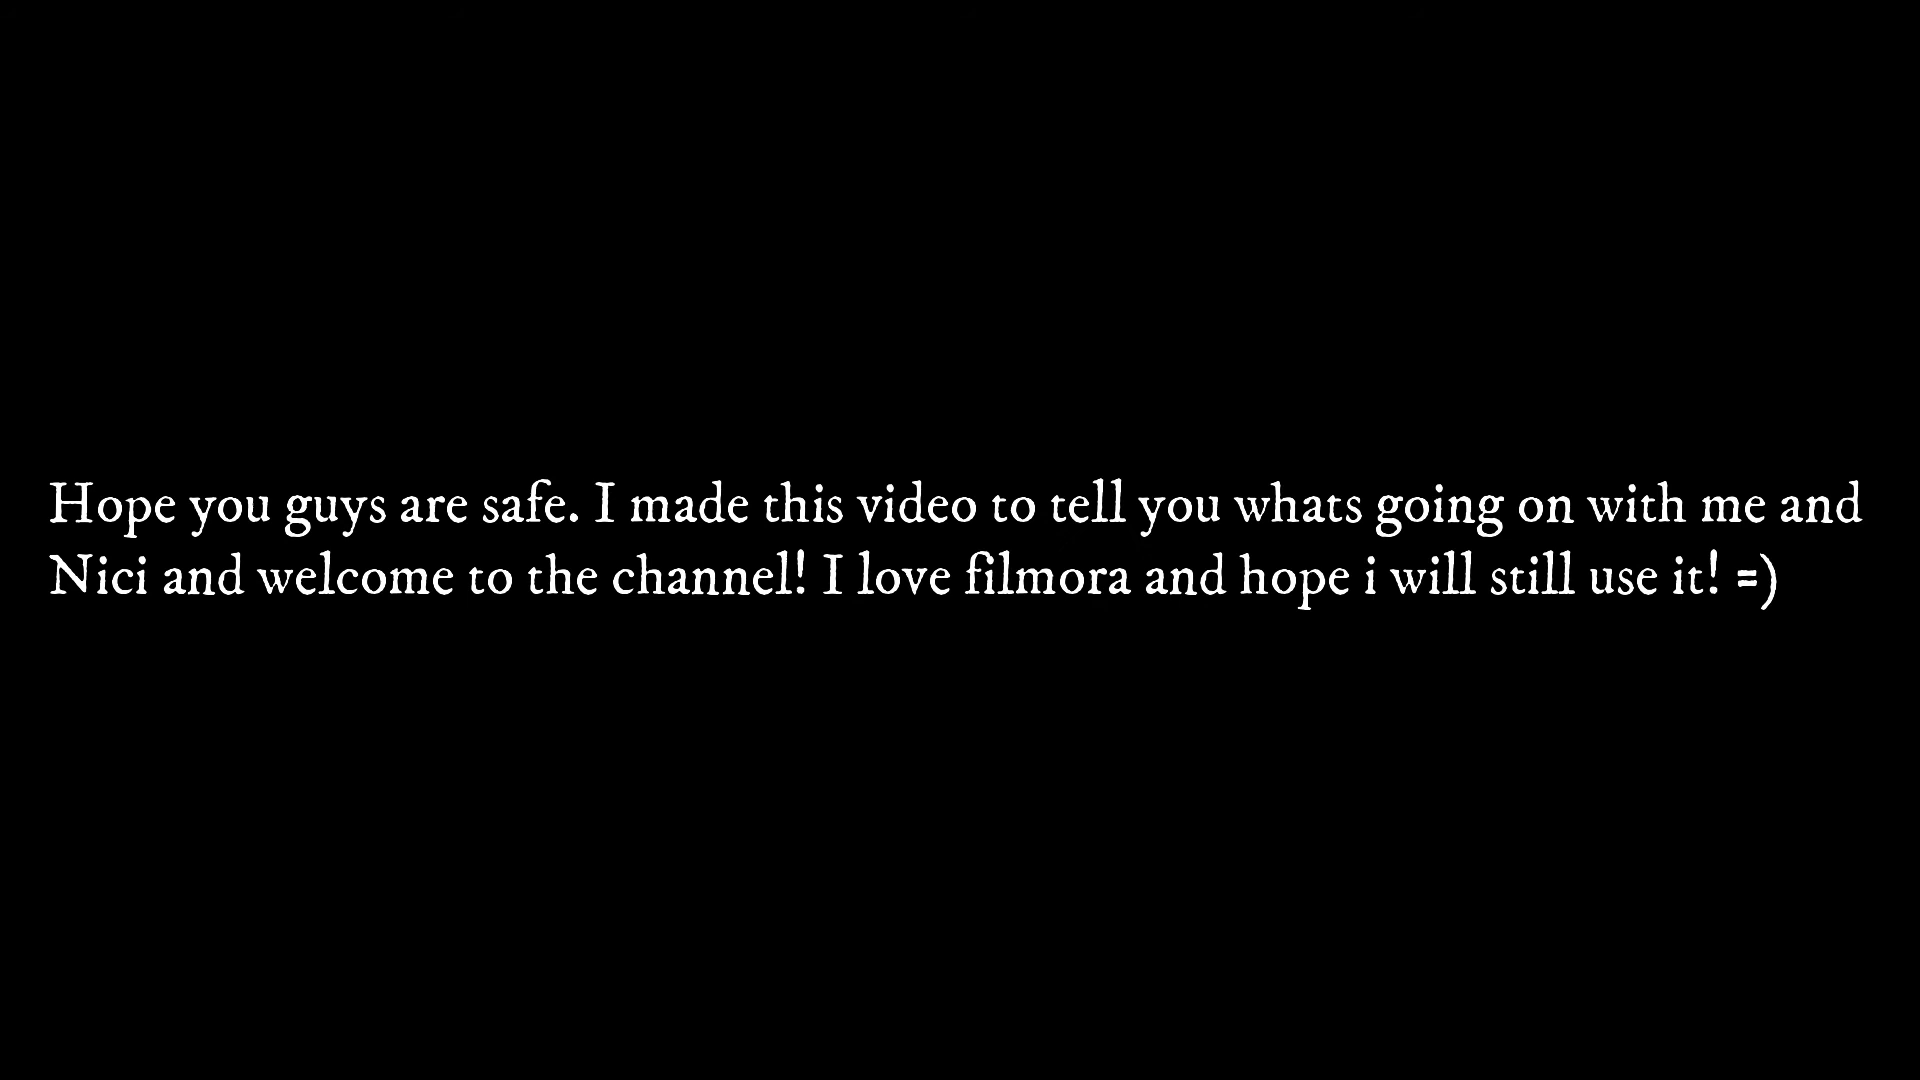 Hope you guys are safe. I made this video to tell you whats going on with me and
Nici and welcome to the channel! I love filmora and hope i will still use it! =)